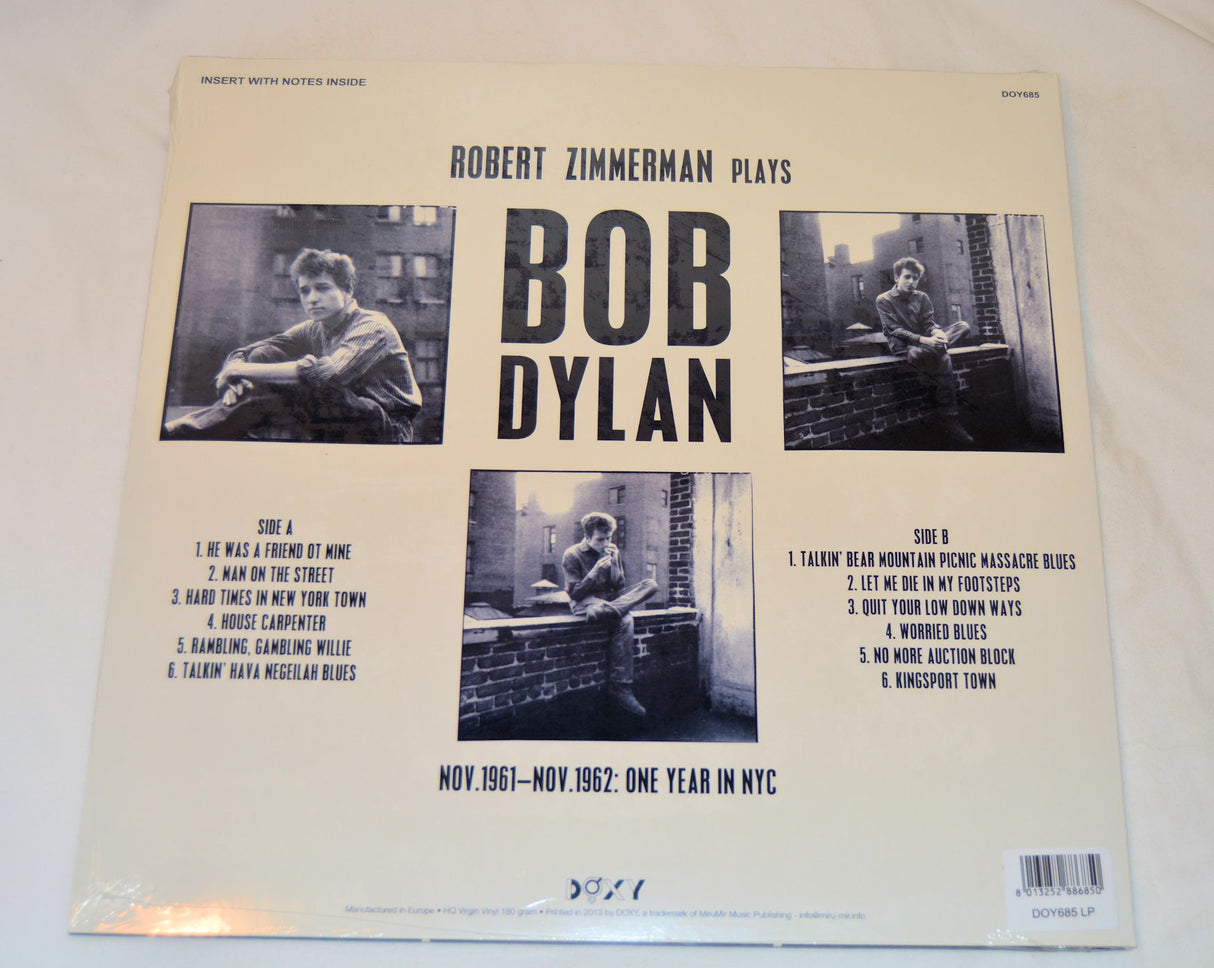 INSERT WITH NOTES INSIDE
DOY685
ROBERT ZIMMERMAN PLAYS
BOB
DYLAN
SIDE A
1. HE WAS A FRIEND OT MINE
2. MAN ON THE STREET
3. HARD TIMES IN NEW YORK TOWN
4. HOUSE CARPENTER
5. RAMBLING, GAMBLING WILLIE
6. TALKIN' HAVA NEGEILAH BLUES
SIDE B
1. TALKIN' BEAR MOUNTAIN PICNIC MASSACRE BLUES
2. LET ME DIE IN MY FOOTSTEPS
3. QUIT YOUR LOW DOWN WAYS
4. WORRIED BLUES
5. NO MORE AUCTION BLOCK
6. KINGSPORT TOWN
NOV.1961–NOV.1962: ONE YEAR IN NYC
DOXY
Manufactured in Europe • HQ Virgin Vinyl 180 gram • Printed in 2013 by DOXY, a trademark of MiruMir Music Publishing - info@miru-mir.info
8 013252 886850
DOY685 LP